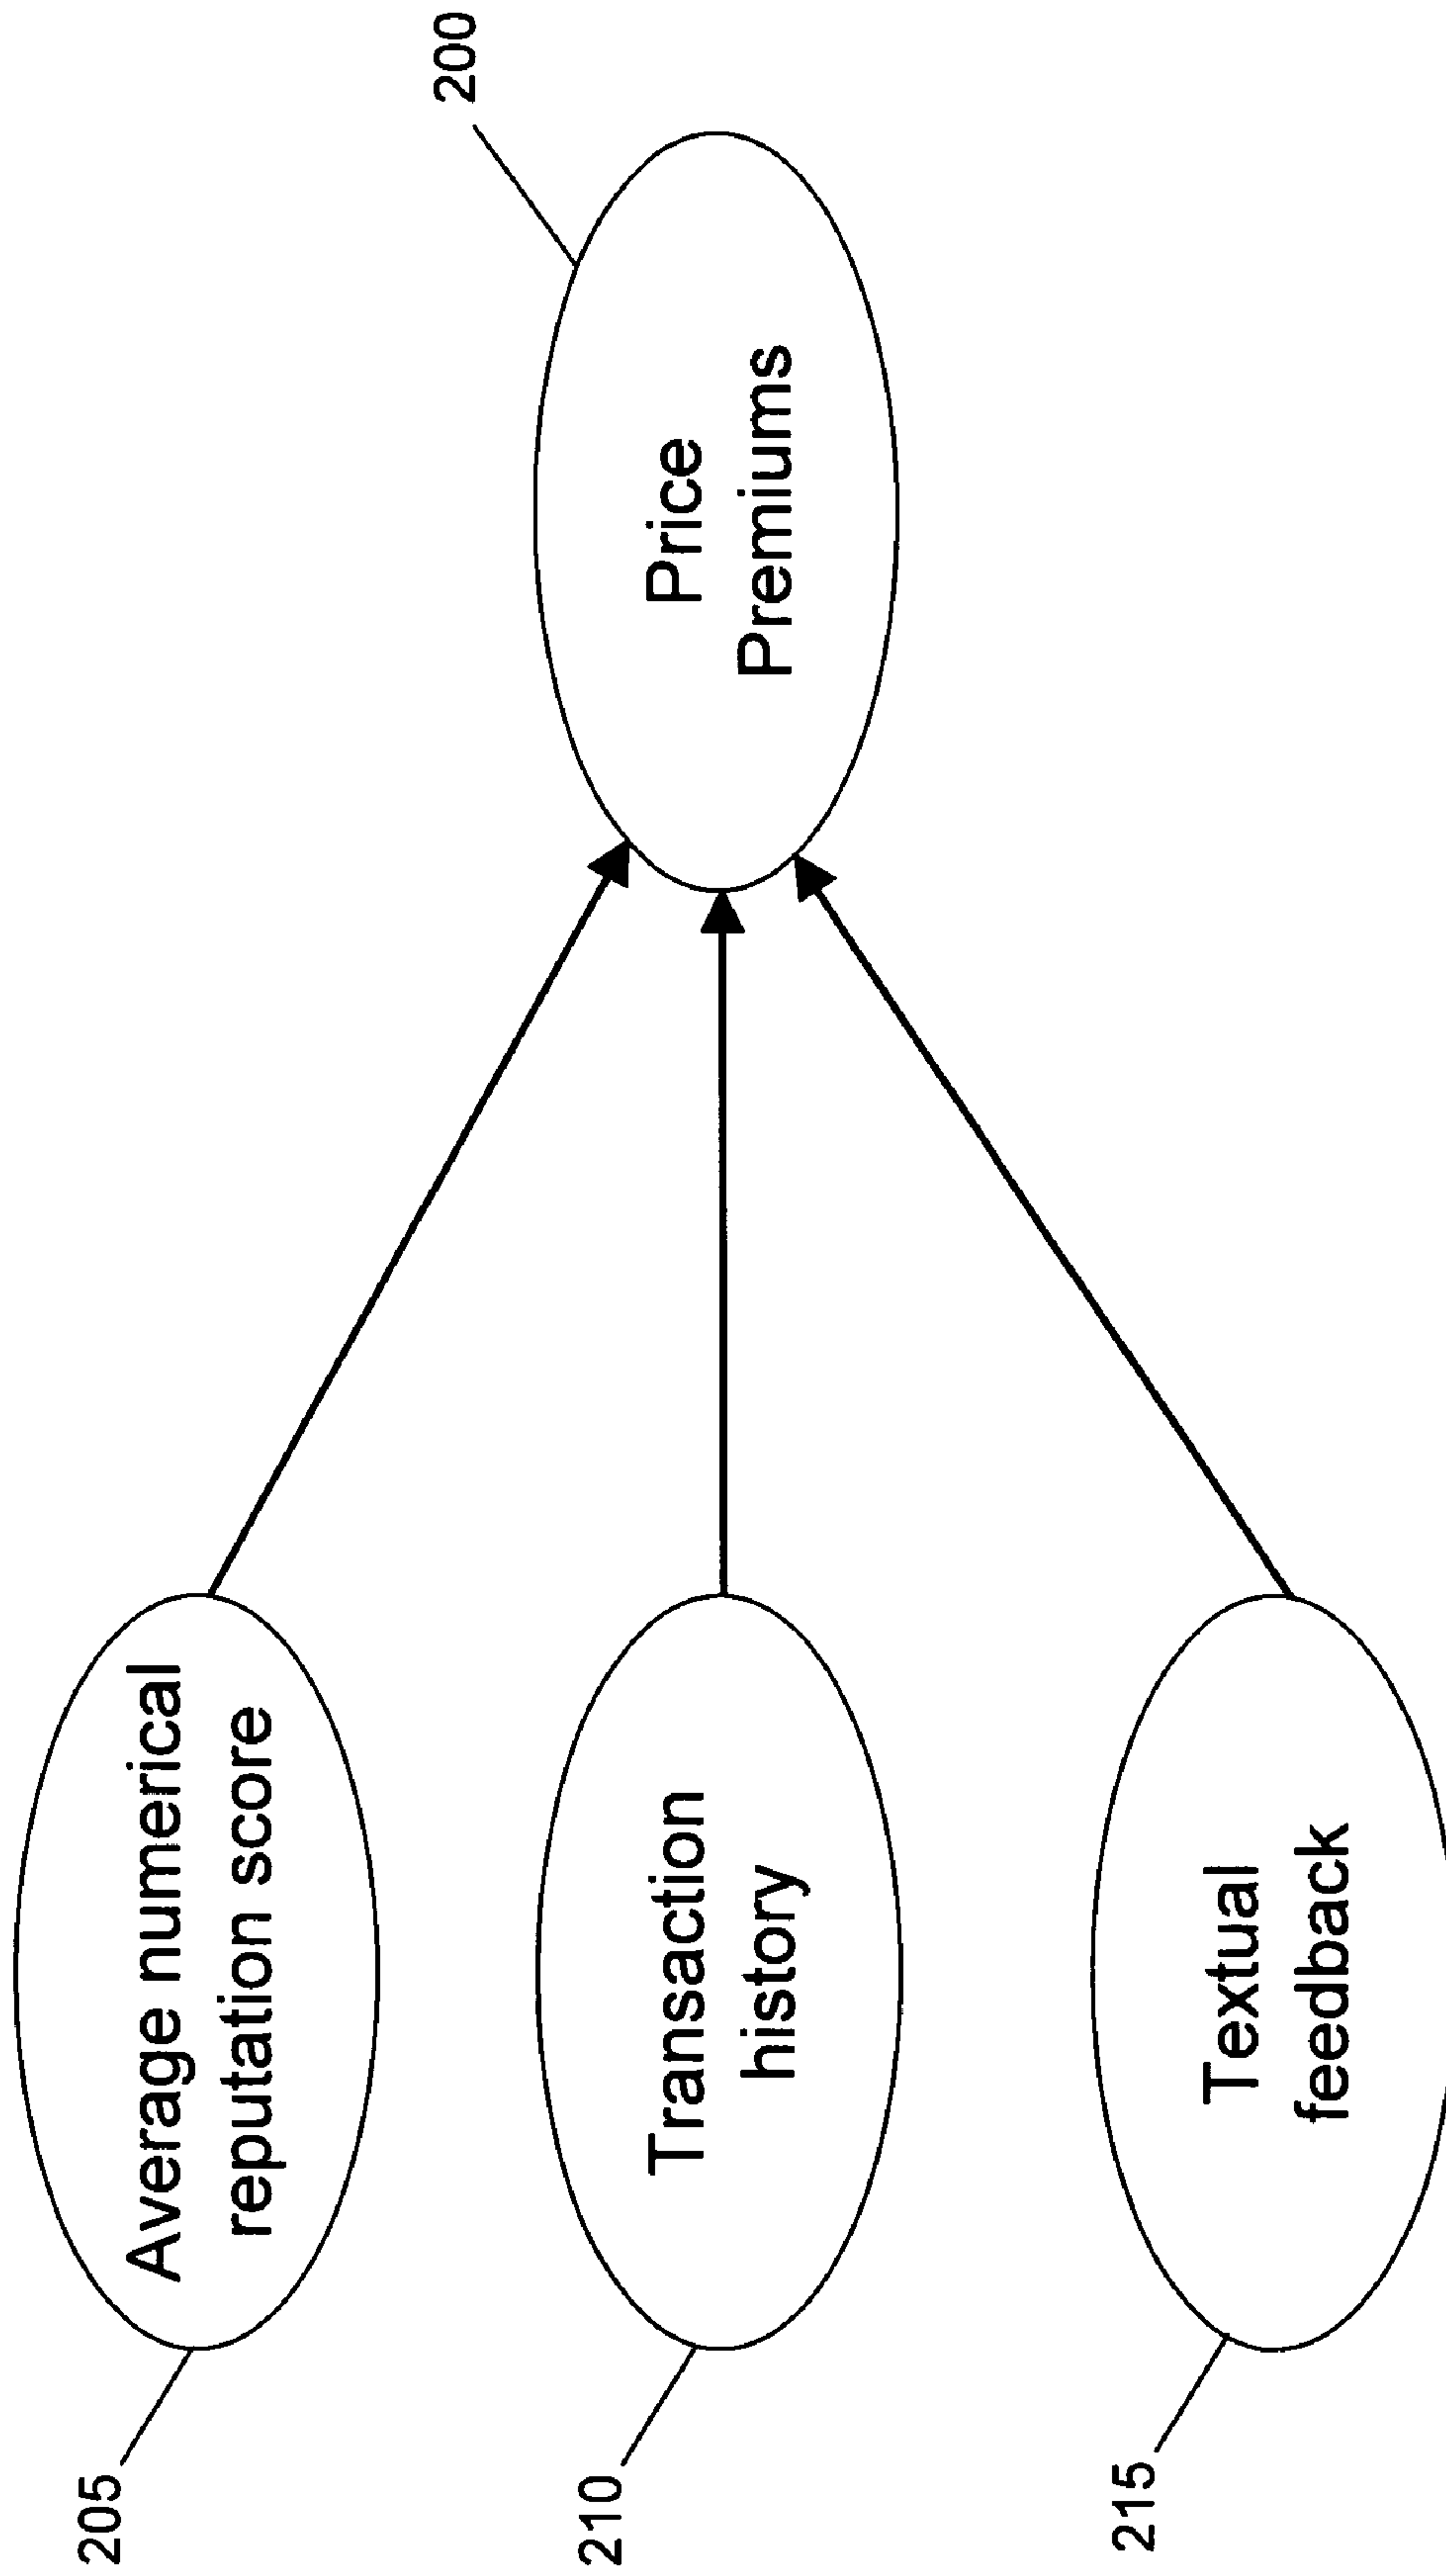 205
Average numerical
reputation score
210
Transaction
history
215
Textual
feedback
200
Price
Premiums